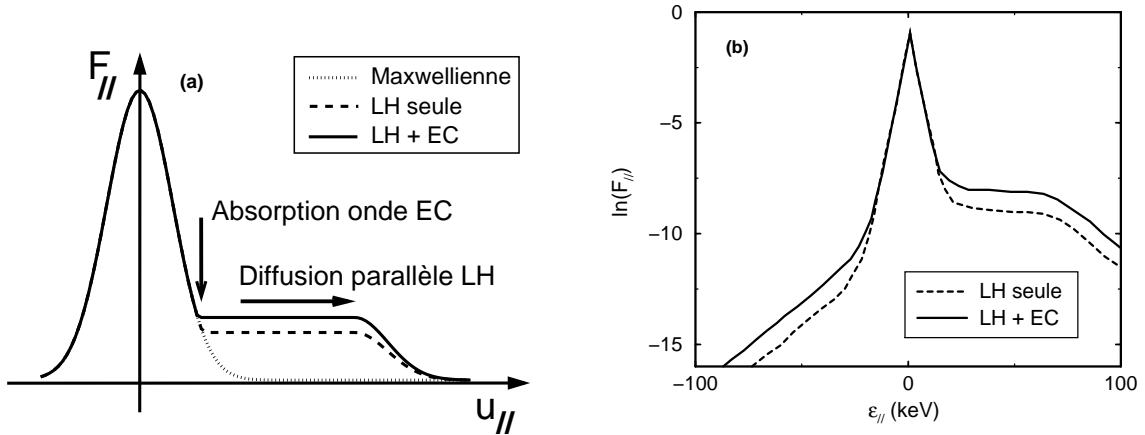 F//
(a)
Maxwellienne
LH seule
LH + EC
Absorption onde EC
Diffusion parallèle LH
u//
(b)
ln(F//)
0
−5
−10
−15
LH seule
LH + EC
−100
0
100
ε// (keV)